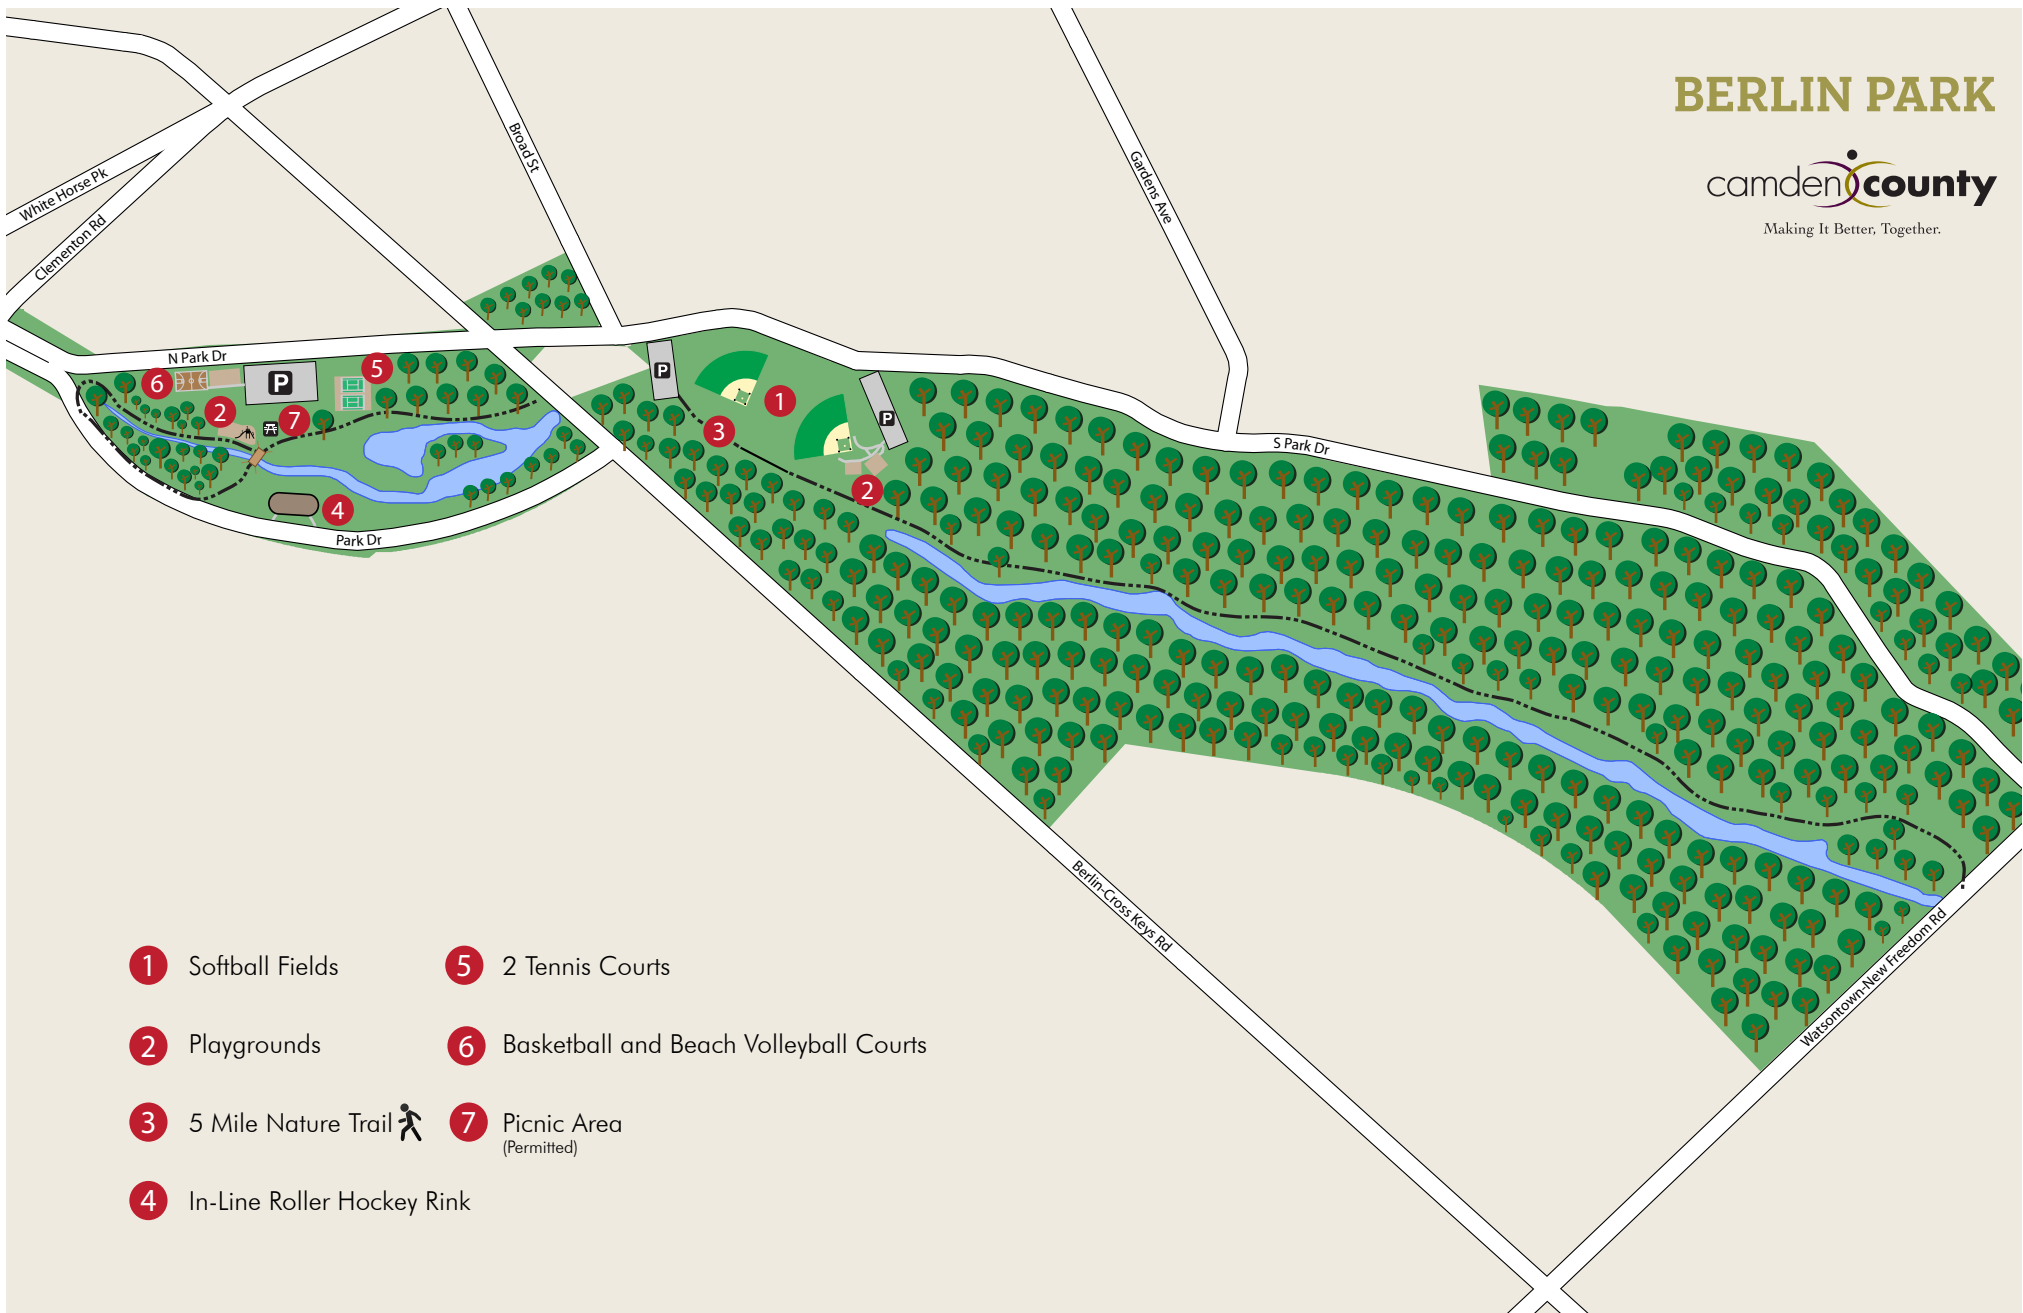 BERLIN PARK
camden county
Making It Better, Together.
Broad St
Gardens Ave
White Horse Pk
Clementon Rd
N Park Dr
P
5
6
2
7
4
Park Dr
P
1
P
3
2
S Park Dr
Berlin-Cross Keys Rd
Watsontown-New Freedom Rd
1 Softball Fields
2 Playgrounds
3 5 Mile Nature Trail
4 In-Line Roller Hockey Rink
5 2 Tennis Courts
6 Basketball and Beach Volleyball Courts
7 Picnic Area
(Permitted)